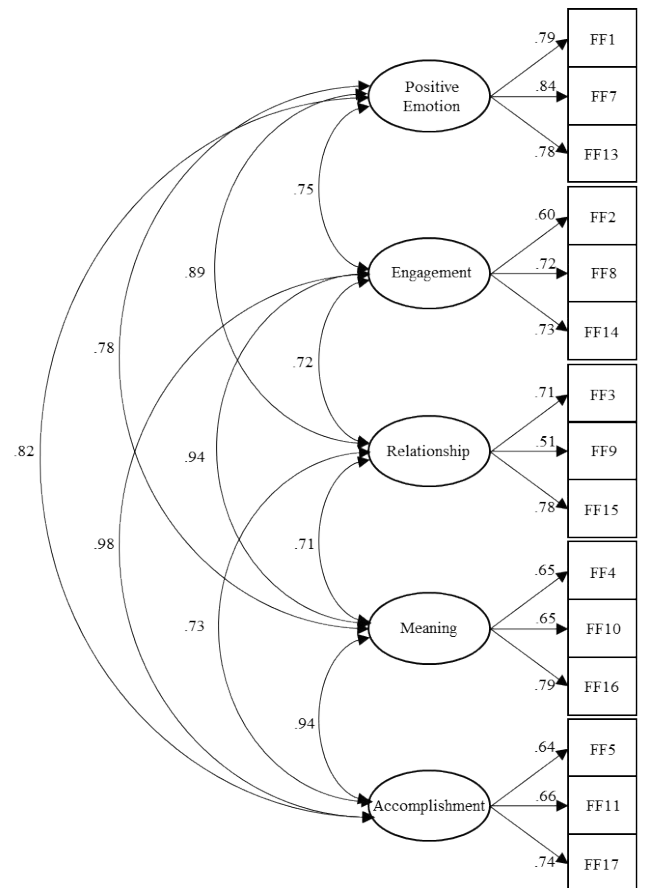 .79
FF1
Positive
Emotion
.84
FF7
.78
FF13
.75
.60
FF2
.89
Engagement
.72
FF8
.73
FF14
.78
.72
.71
FF3
.82
.94
Relationship
.51
FF9
.78
FF15
.98
.71
.65
FF4
.73
Meaning
.65
FF10
.79
FF16
.94
.64
FF5
Accomplishment
.66
FF11
.74
FF17